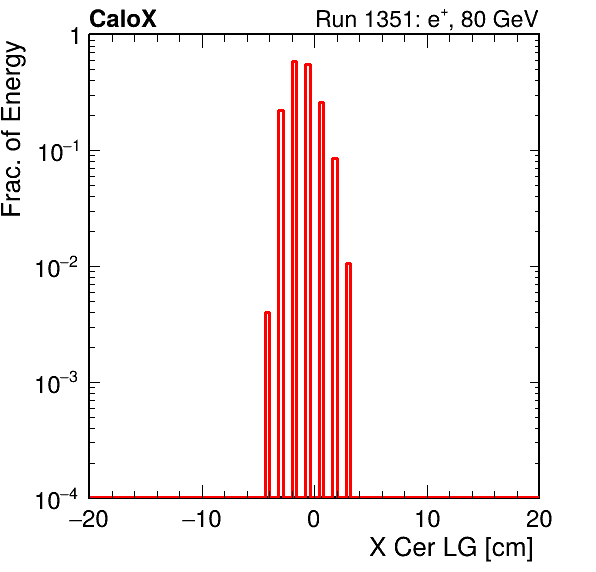 CaloX Run 1351: e⁺, 80 GeV
Frac. of Energy
1
10⁻¹
10⁻²
10⁻³
10⁻⁴
−20 −10 0 10 20
X Cer LG [cm]